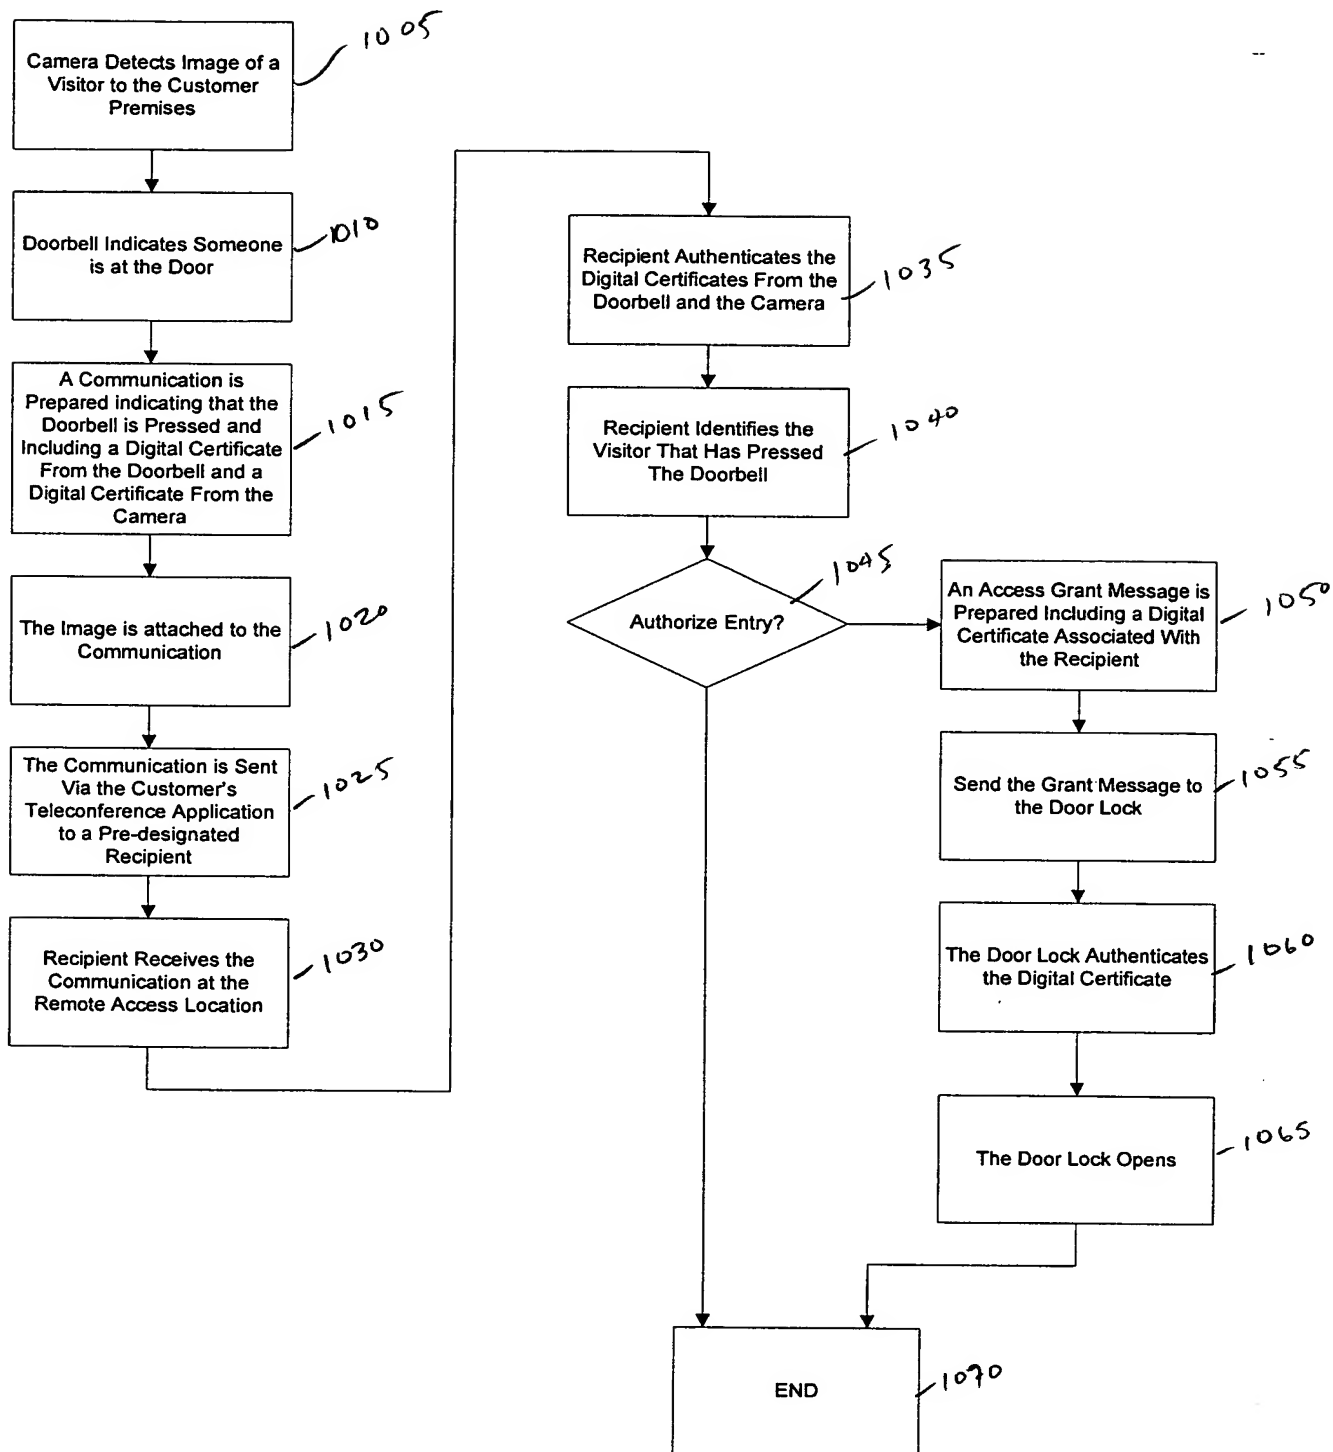 Camera Detects Image of a
Visitor to the Customer
Premises
1005
Doorbell Indicates Someone
is at the Door
1010
A Communication is
Prepared indicating that the
Doorbell is Pressed and
Including a Digital Certificate
From the Doorbell and a
Digital Certificate From the
Camera
1015
The Image is attached to the
Communication
1020
The Communication is Sent
Via the Customer's
Teleconference Application
to a Pre-designated
Recipient
1025
Recipient Receives the
Communication at the
Remote Access Location
1030
Recipient Authenticates the
Digital Certificates From the
Doorbell and the Camera
1035
Recipient Identifies the
Visitor That Has Pressed
The Doorbell
1040
Authorize Entry?
1045
An Access Grant Message is
Prepared Including a Digital
Certificate Associated With
the Recipient
1050
Send the Grant Message to
the Door Lock
1055
The Door Lock Authenticates
the Digital Certificate
1060
The Door Lock Opens
1065
END
1070